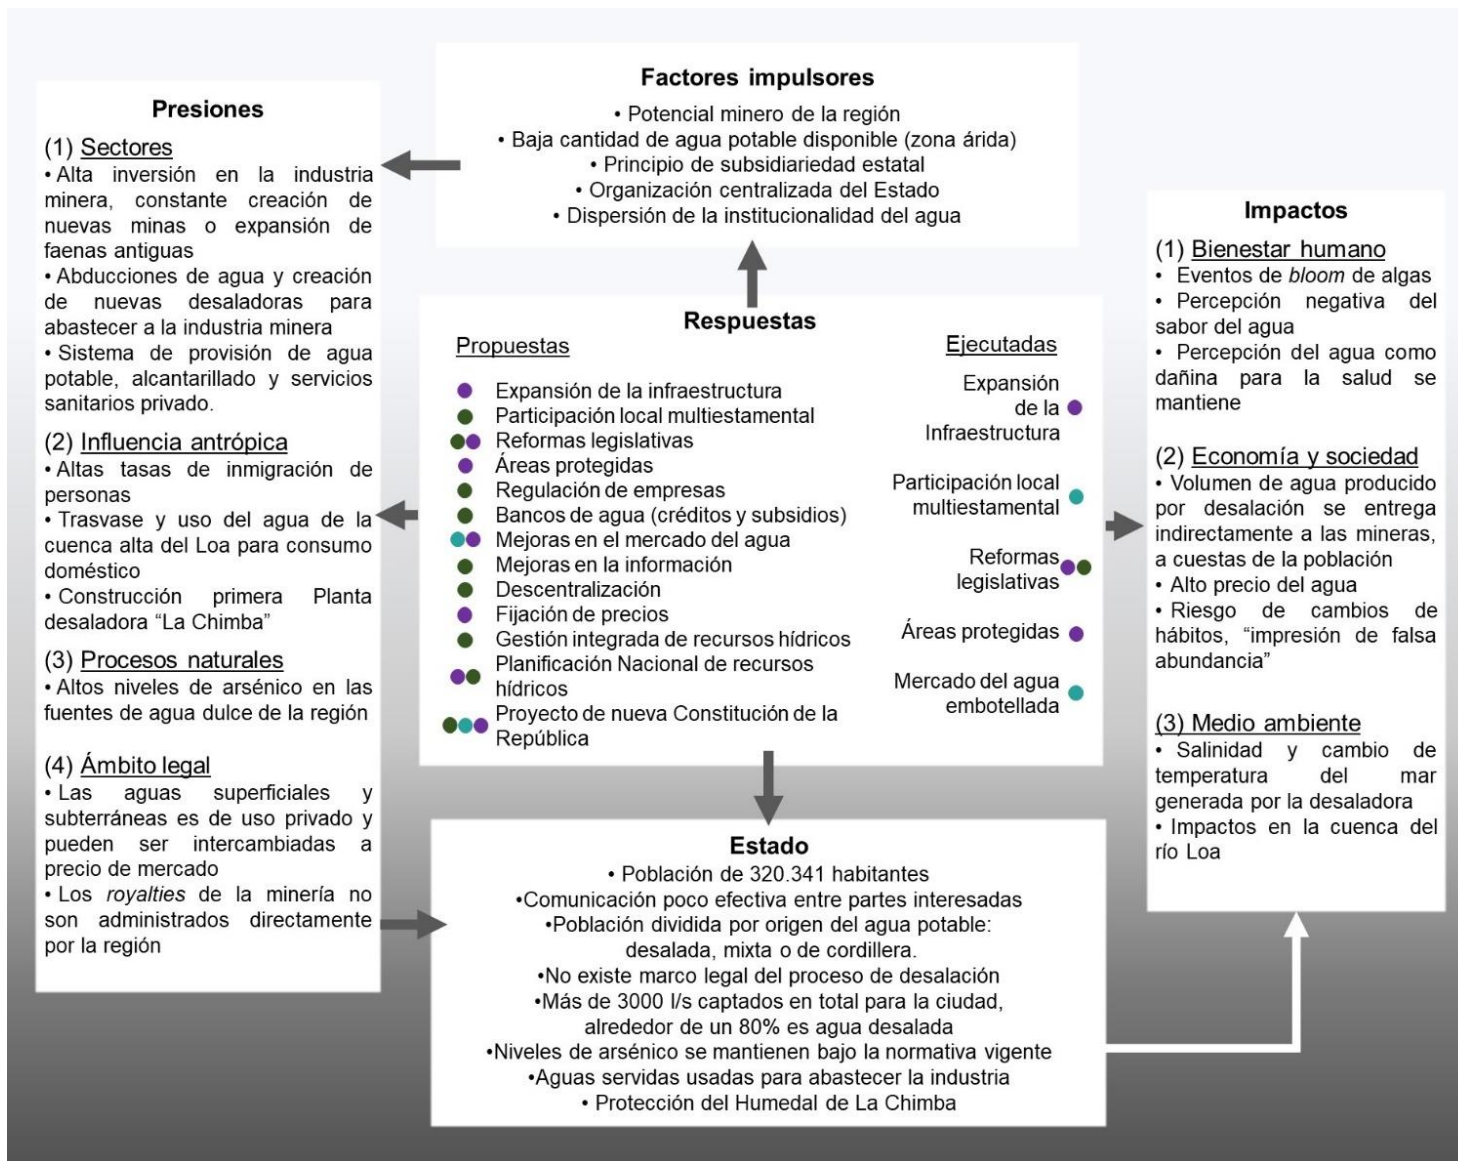 Factores impulsores
• Potencial minero de la región
• Baja cantidad de agua potable disponible (zona árida)
• Principio de subsidiariedad estatal
• Organización centralizada del Estado
• Dispersión de la institucionalidad del agua
Presiones
(1) Sectores
• Alta inversión en la industria
minera, constante creación de
nuevas minas o expansión de
faenas antiguas
• Abducciones de agua y creación
de nuevas desaladoras para
abastecer a la industria minera
• Sistema de provisión de agua
potable, alcantarillado y servicios
sanitarios privado.
(2) Influencia antrópica
• Altas tasas de inmigración de
personas
• Trasvase y uso del agua de la
cuenca alta del Loa para consumo
doméstico
• Construcción primera Planta
desaladora “La Chimba”
(3) Procesos naturales
• Altos niveles de arsénico en las
fuentes de agua dulce de la región
(4) Ámbito legal
• Las aguas superficiales y
subterráneas es de uso privado y
pueden ser intercambiadas a
precio de mercado
• Los royalties de la minería no
son administrados directamente
por la región
Respuestas
Propuestas
Expansión de la infraestructura
Participación local multiestamental
Reformas legislativas
Áreas protegidas
Regulación de empresas
Bancos de agua (créditos y subsidios)
Mejoras en el mercado del agua
Mejoras en la información
Descentralización
Fijación de precios
Gestión integrada de recursos hídricos
Planificación Nacional de recursos
hídricos
Proyecto de nueva Constitución de la
República
Ejecutadas
Expansión
de la
Infraestructura
Participación local
multiestamental
Reformas
legislativas
Áreas protegidas
Mercado del agua
embotellada
Impactos
(1) Bienestar humano
• Eventos de bloom de algas
• Percepción negativa del
sabor del agua
• Percepción del agua como
dañina para la salud se
mantiene
(2) Economía y sociedad
• Volumen de agua producido
por desalación se entrega
indirectamente a las mineras,
a cuestas de la población
• Alto precio del agua
• Riesgo de cambios de
hábitos, “impresión de falsa
abundancia”
(3) Medio ambiente
• Salinidad y cambio de
temperatura del mar
generada por la desaladora
• Impactos en la cuenca del
río Loa
Estado
• Población de 320.341 habitantes
•Comunicación poco efectiva entre partes interesadas
•Población dividida por origen del agua potable:
desalada, mixta o de cordillera.
•No existe marco legal del proceso de desalación
•Más de 3000 l/s captados en total para la ciudad,
alrededor de un 80% es agua desalada
•Niveles de arsénico se mantienen bajo la normativa vigente
•Aguas servidas usadas para abastecer la industria
• Protección del Humedal de La Chimba